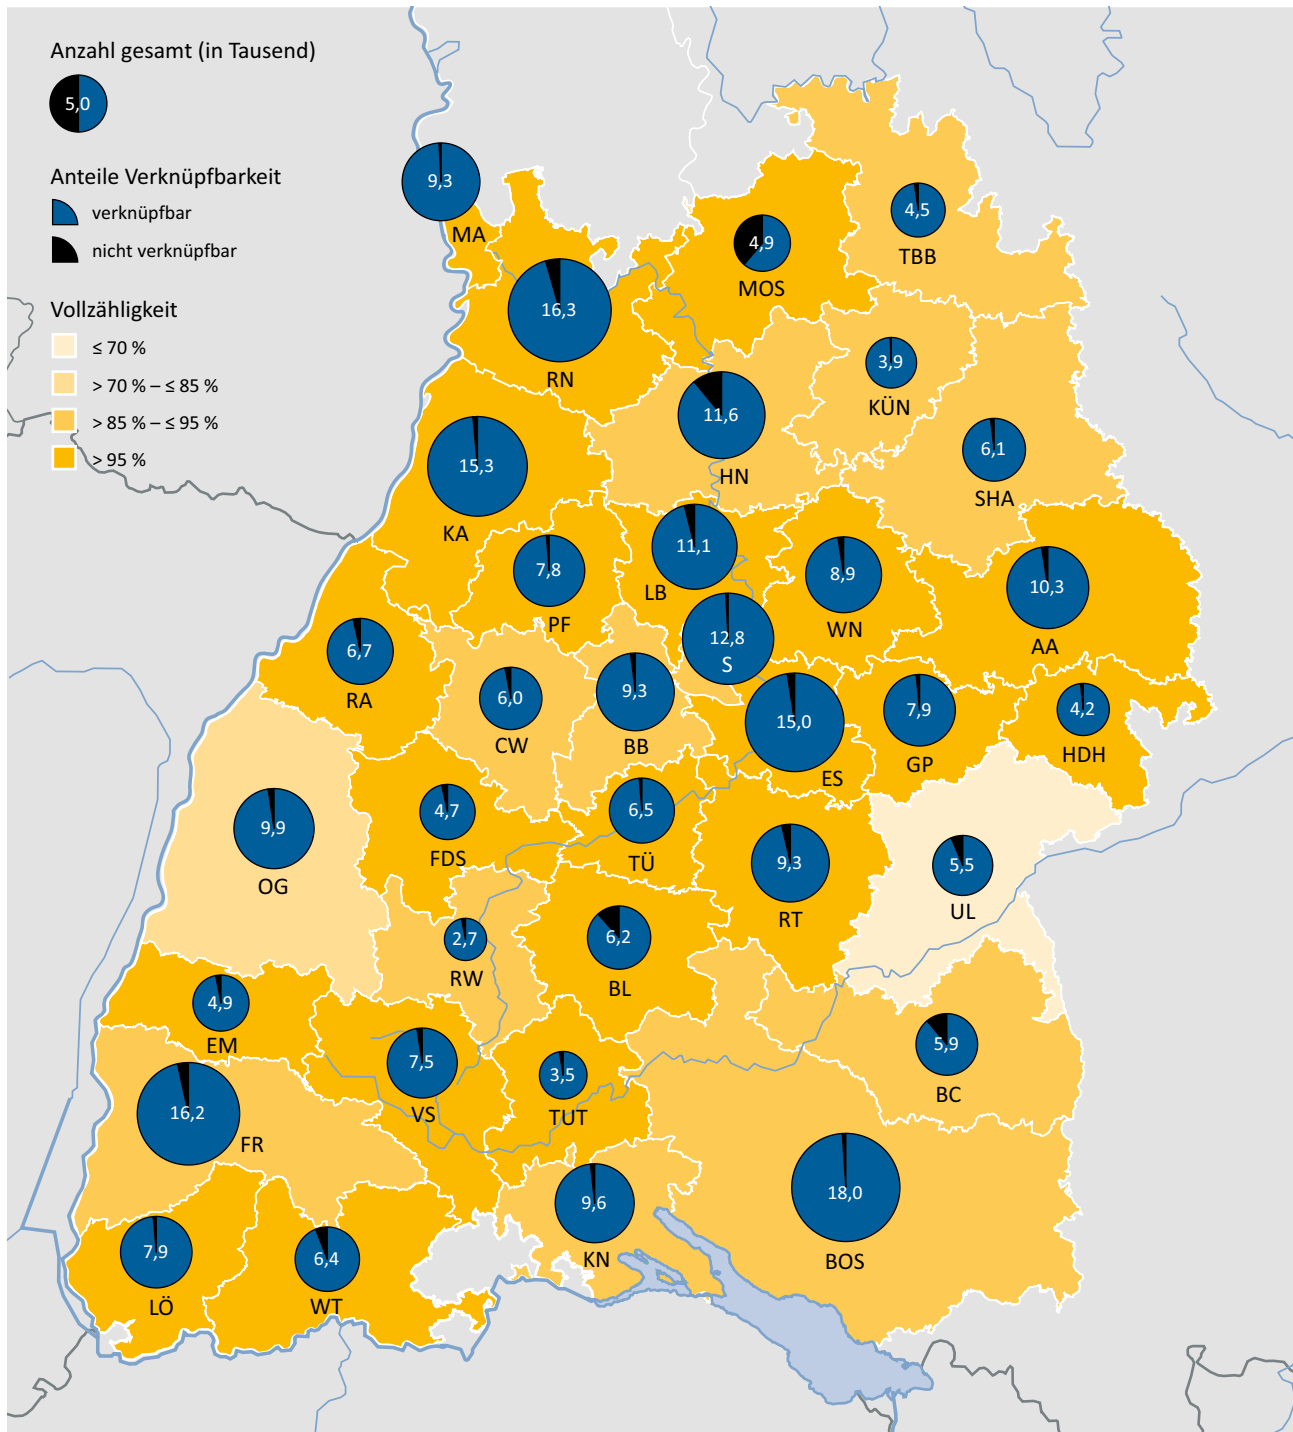 Anzahl gesamt (in Tausend)
5,0
Anteile Verknüpfbarkeit
verknüpfbar
nicht verknüpfbar
Vollzähligkeit
≤ 70 %
> 70 % – ≤ 85 %
> 85 % – ≤ 95 %
> 95 %
9,3
MA
4,5
TBB
4,9
MOS
16,3
RN
3,9
KÜN
11,6
HN
6,1
SHA
15,3
KA
11,1
LB
7,8
PF
8,9
WN
10,3
AA
12,8
S
6,7
RA
6,0
CW
9,3
BB
15,0
ES
7,9
GP
4,2
HDH
9,9
OG
4,7
FDS
6,5
TÜ
9,3
RT
5,5
UL
2,7
RW
6,2
BL
4,9
EM
7,5
VS
3,5
TUT
5,9
BC
16,2
FR
9,6
KN
18,0
BOS
7,9
LÖ
6,4
WT